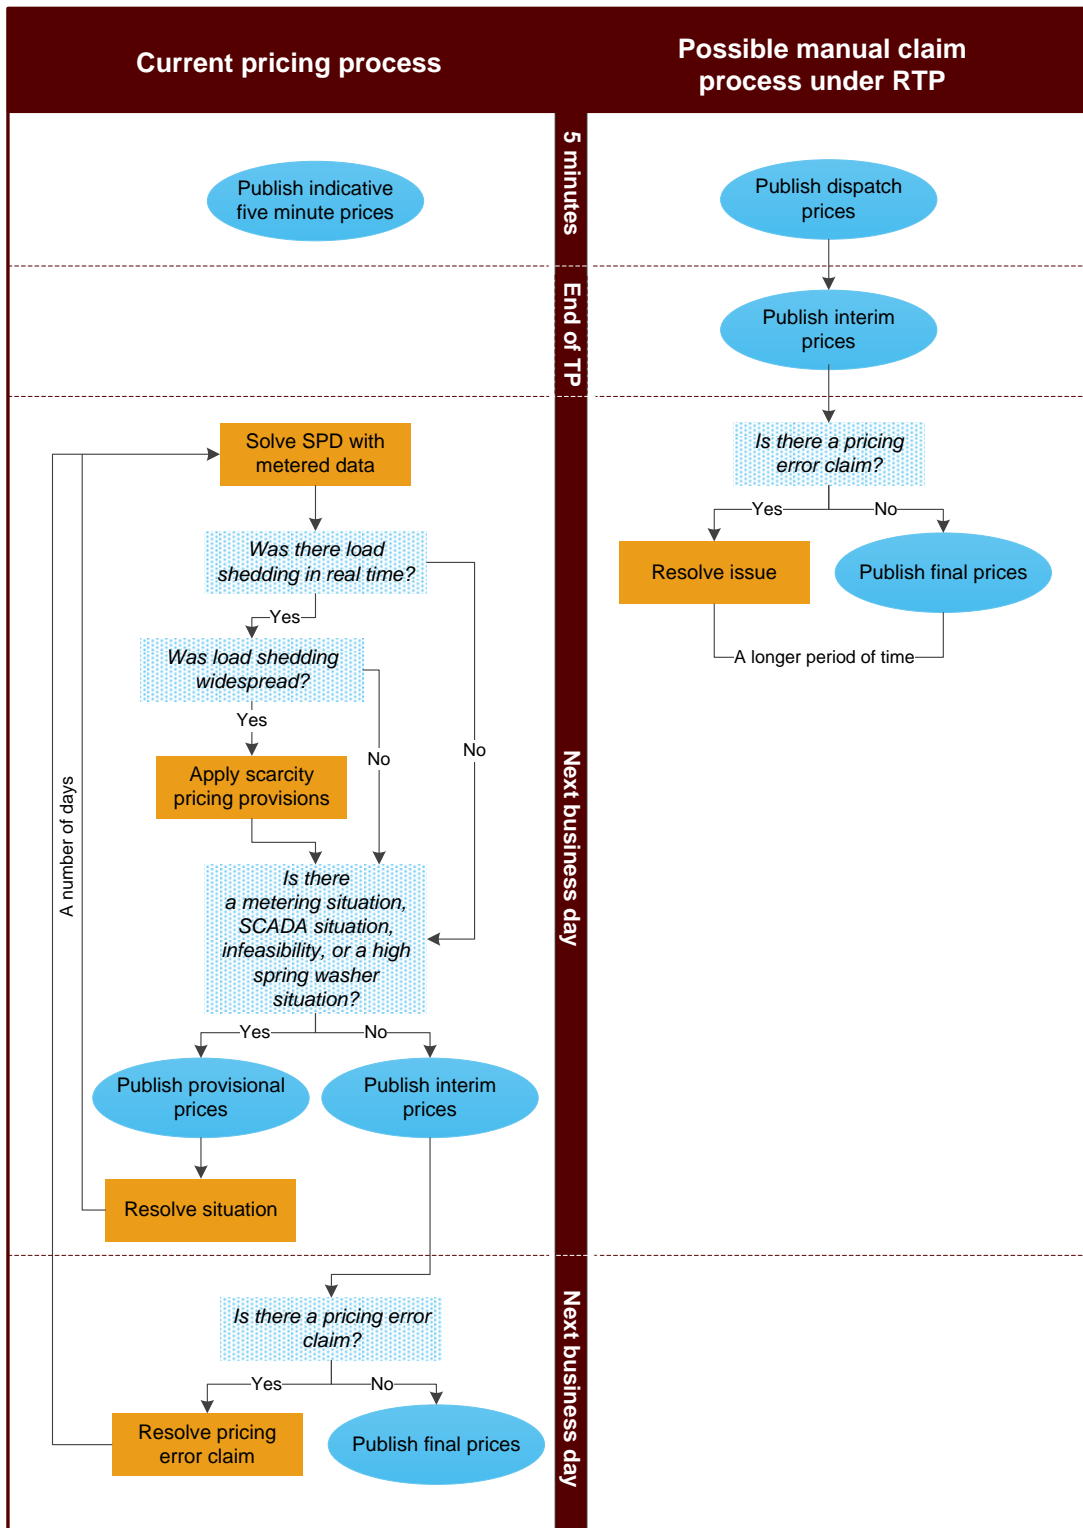 Current pricing process
Possible manual claim
process under RTP
5 minutes
Publish indicative
five minute prices
Publish dispatch
prices
End of TP
Publish interim
prices
Next business day
Solve SPD with
metered data
Was there load
shedding in real time?
Yes
No
Was load shedding
widespread?
Yes
No
Apply scarcity
pricing provisions
A number of days
Is there
a metering situation,
SCADA situation,
infeasibility, or a high
spring washer
situation?
Yes
No
Publish provisional
prices
Publish interim
prices
Resolve situation
Is there a pricing
error claim?
Yes
No
Resolve issue
Publish final prices
A longer period of time
Next business day
Is there a pricing error
claim?
Yes
No
Resolve pricing
error claim
Publish final prices